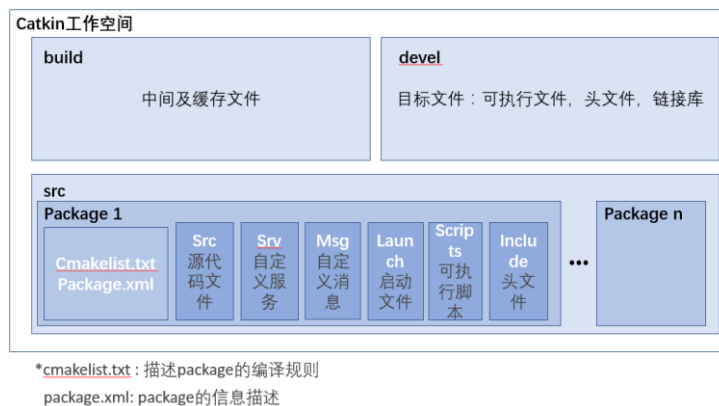 Catkin工作空间
build
中间及缓存文件
devel
目标文件：可执行文件，头文件，链接库
src
Package 1
Cmakelist.txt
Package.xml
Src
源代
码文
件
Srv
自定
义服
务
Msg
自定
义消
息
Laun
ch
启动
文件
Scrip
ts
可执
行脚
本
Inclu
de
头文
件
•••
Package n
*cmakelist.txt : 描述package的编译规则
package.xml: package的信息描述